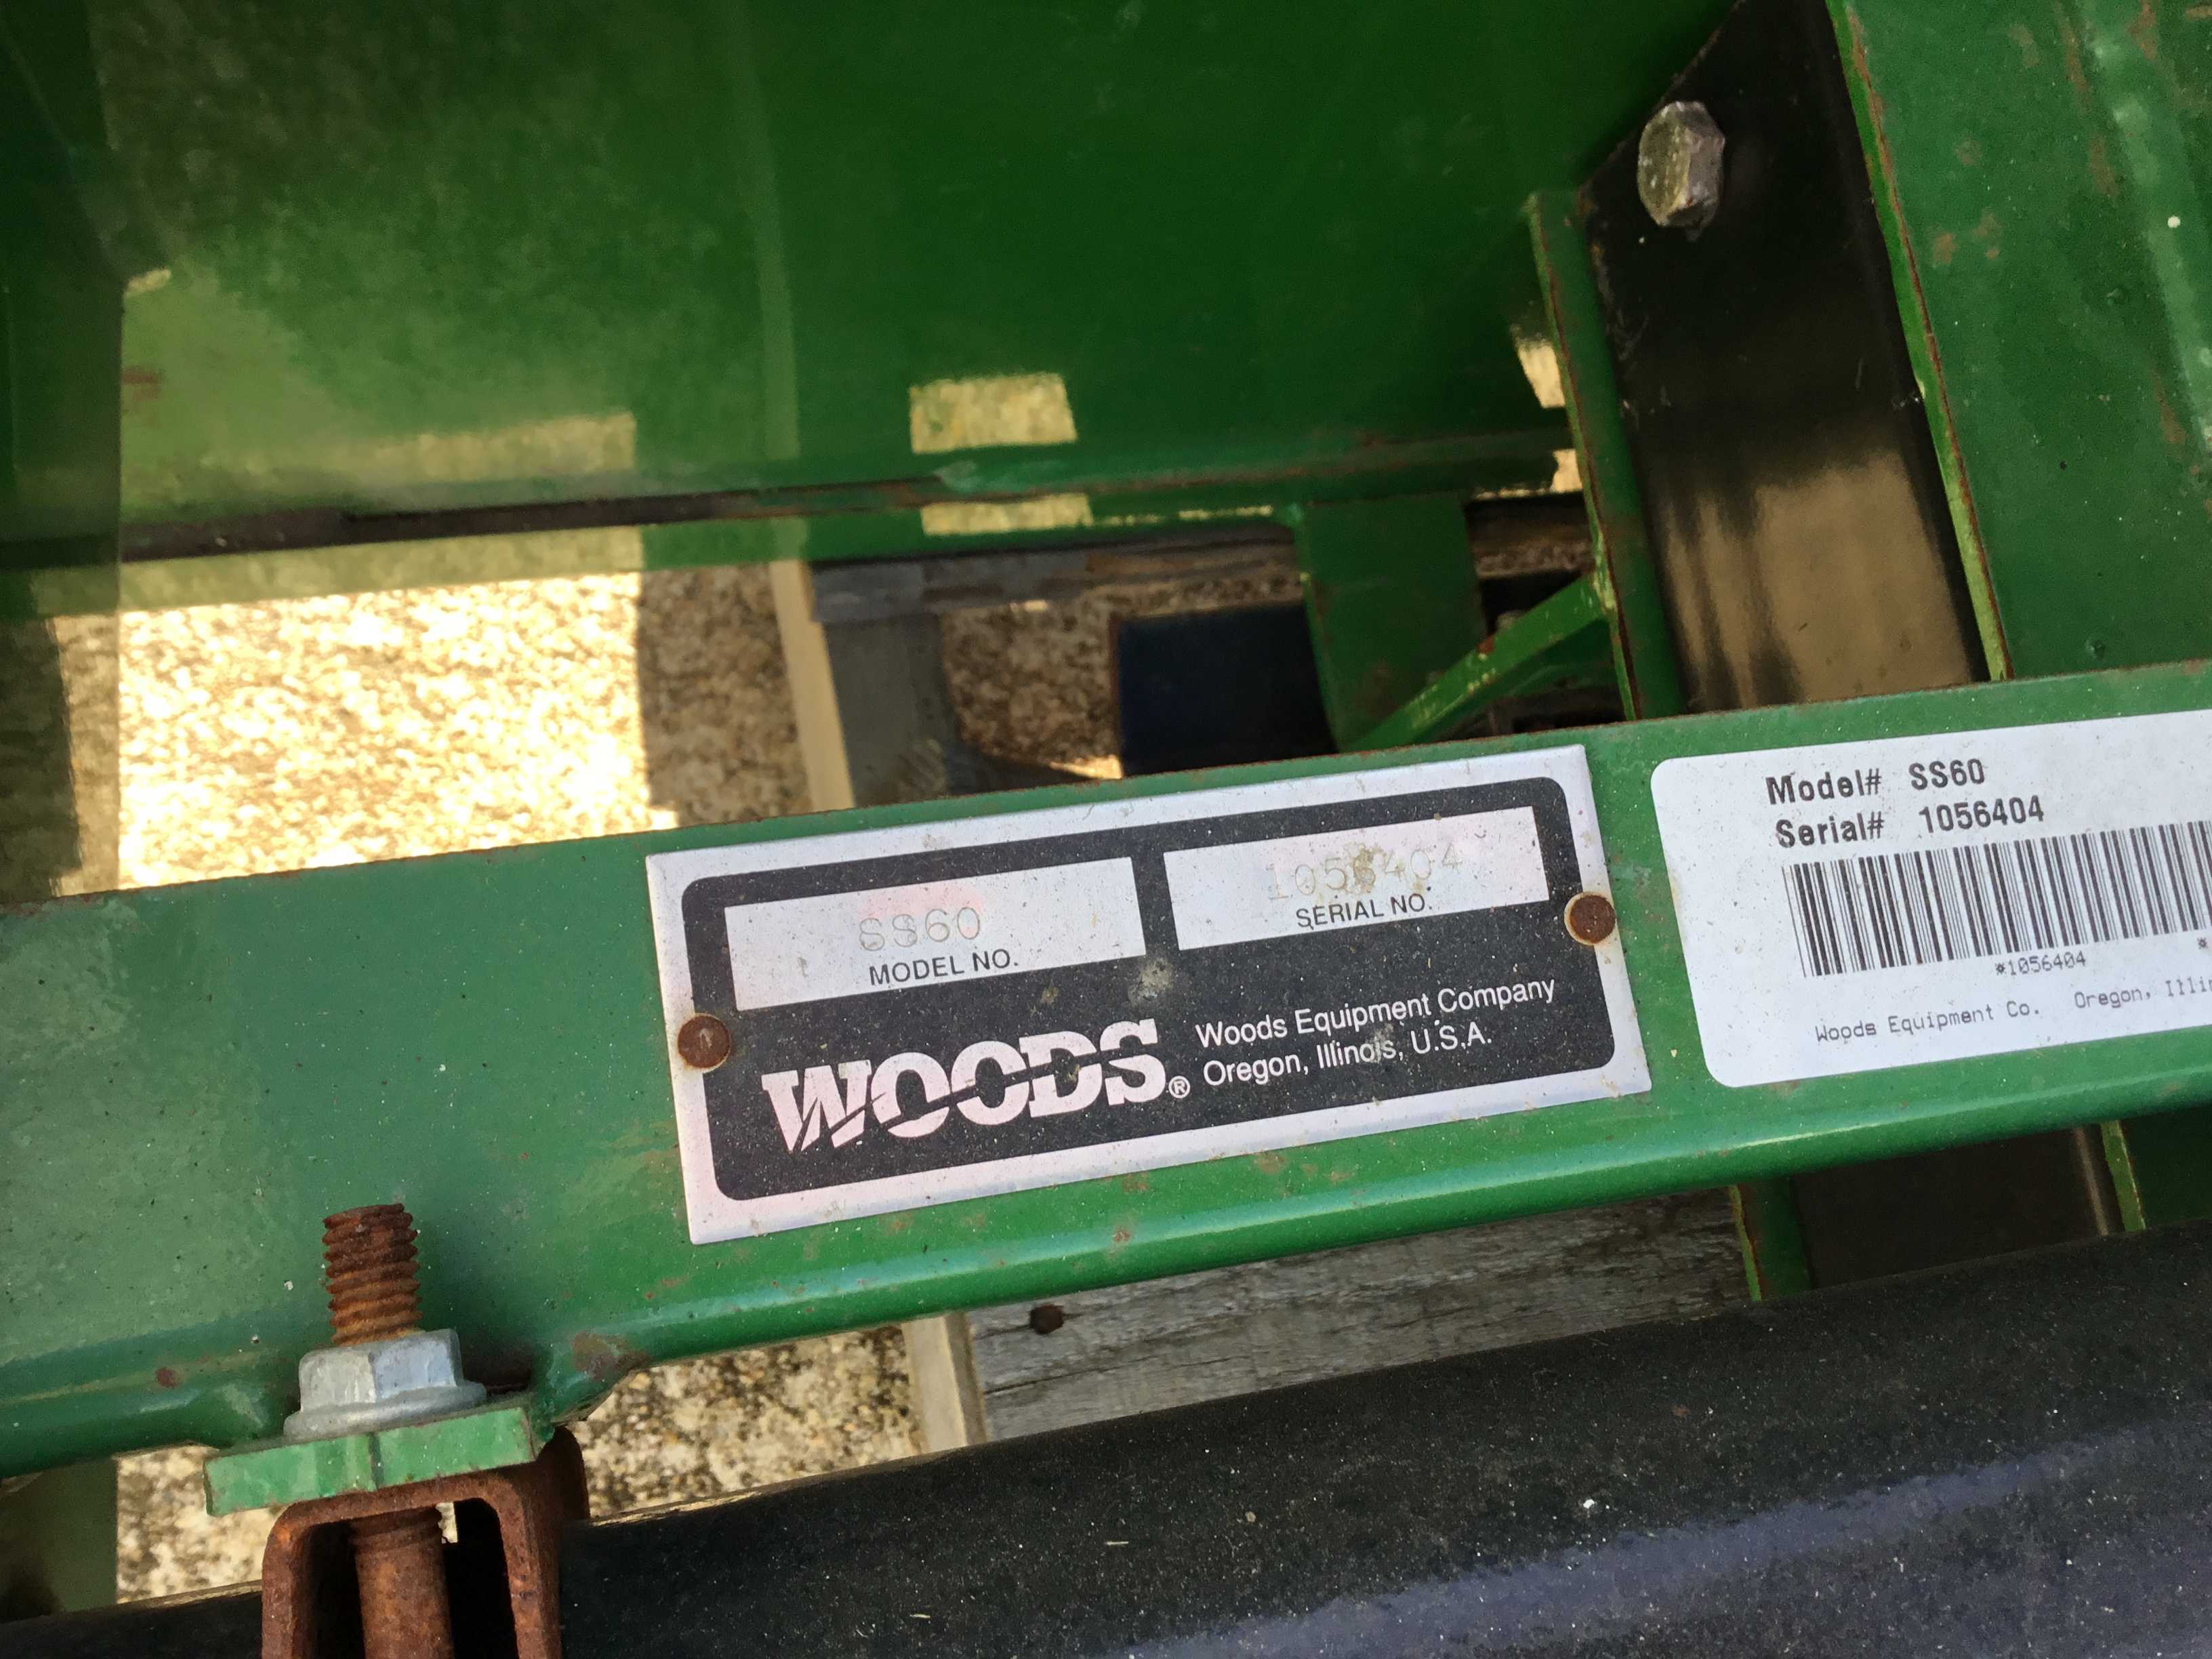 SS60
MODEL NO.
1056404
SERIAL NO.
WOODS®
Woods Equipment Company
Oregon, Illinois, U.S.A.
Model# SS60
Serial# 1056404
*1056404
*
Woods Equipment Co. Oregon,